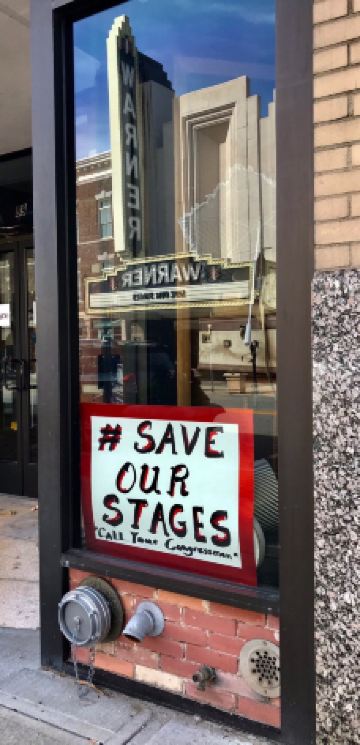 WARNER
WARNER
# SAVE
OUR
STAGES
"Call Your Congressman"